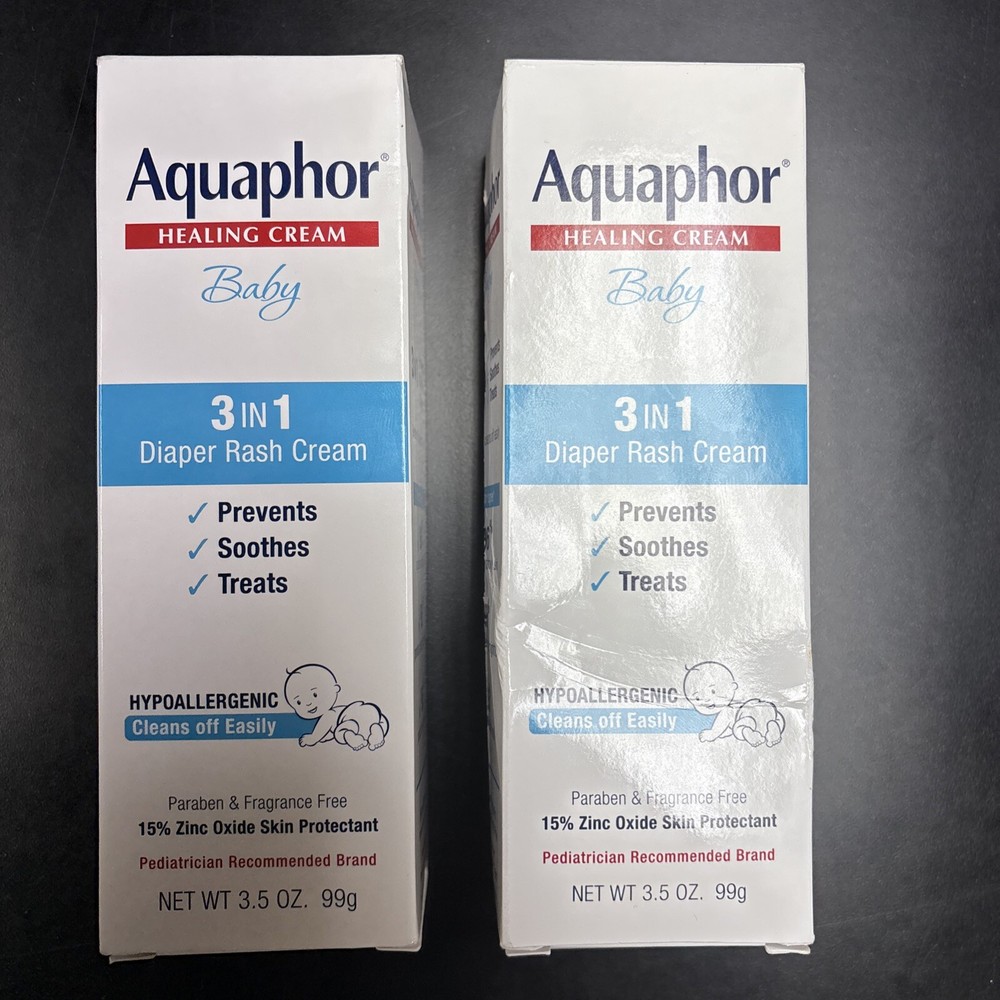 Aquaphor®
HEALING CREAM
Baby
3 IN 1
Diaper Rash Cream
✓ Prevents
✓ Soothes
✓ Treats
HYPOALLERGENIC
Cleans off Easily
Paraben & Fragrance Free
15% Zinc Oxide Skin Protectant
Pediatrician Recommended Brand
NET WT 3.5 OZ. 99g
Aquaphor®
HEALING CREAM
Baby
3 IN 1
Diaper Rash Cream
✓ Prevents
✓ Soothes
✓ Treats
HYPOALLERGENIC
Cleans off Easily
Paraben & Fragrance Free
15% Zinc Oxide Skin Protectant
Pediatrician Recommended Brand
NET WT 3.5 OZ. 99g